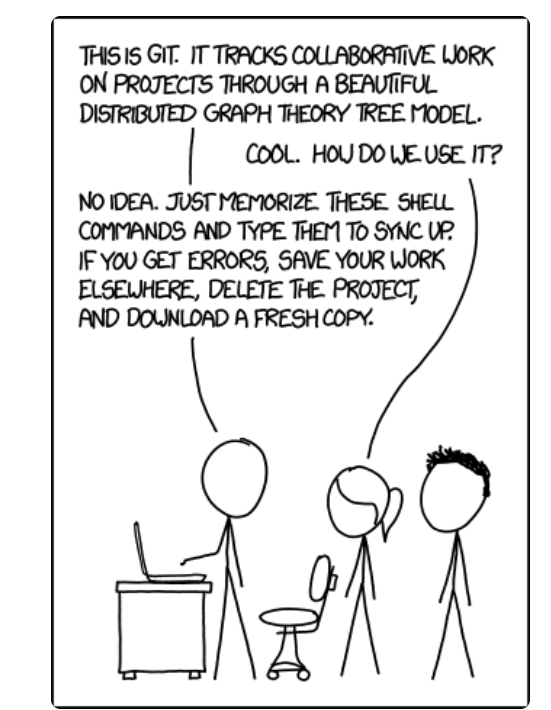 THIS IS GIT. IT TRACKS COLLABORATIVE WORK
ON PROJECTS THROUGH A BEAUTIFUL
DISTRIBUTED GRAPH THEORY TREE MODEL.
COOL. HOW DO WE USE IT?
NO IDEA. JUST MEMORIZE THESE SHELL
COMMANDS AND TYPE THEM TO SYNC UP.
IF YOU GET ERRORS, SAVE YOUR WORK
ELSEWHERE, DELETE THE PROJECT,
AND DOWNLOAD A FRESH COPY.